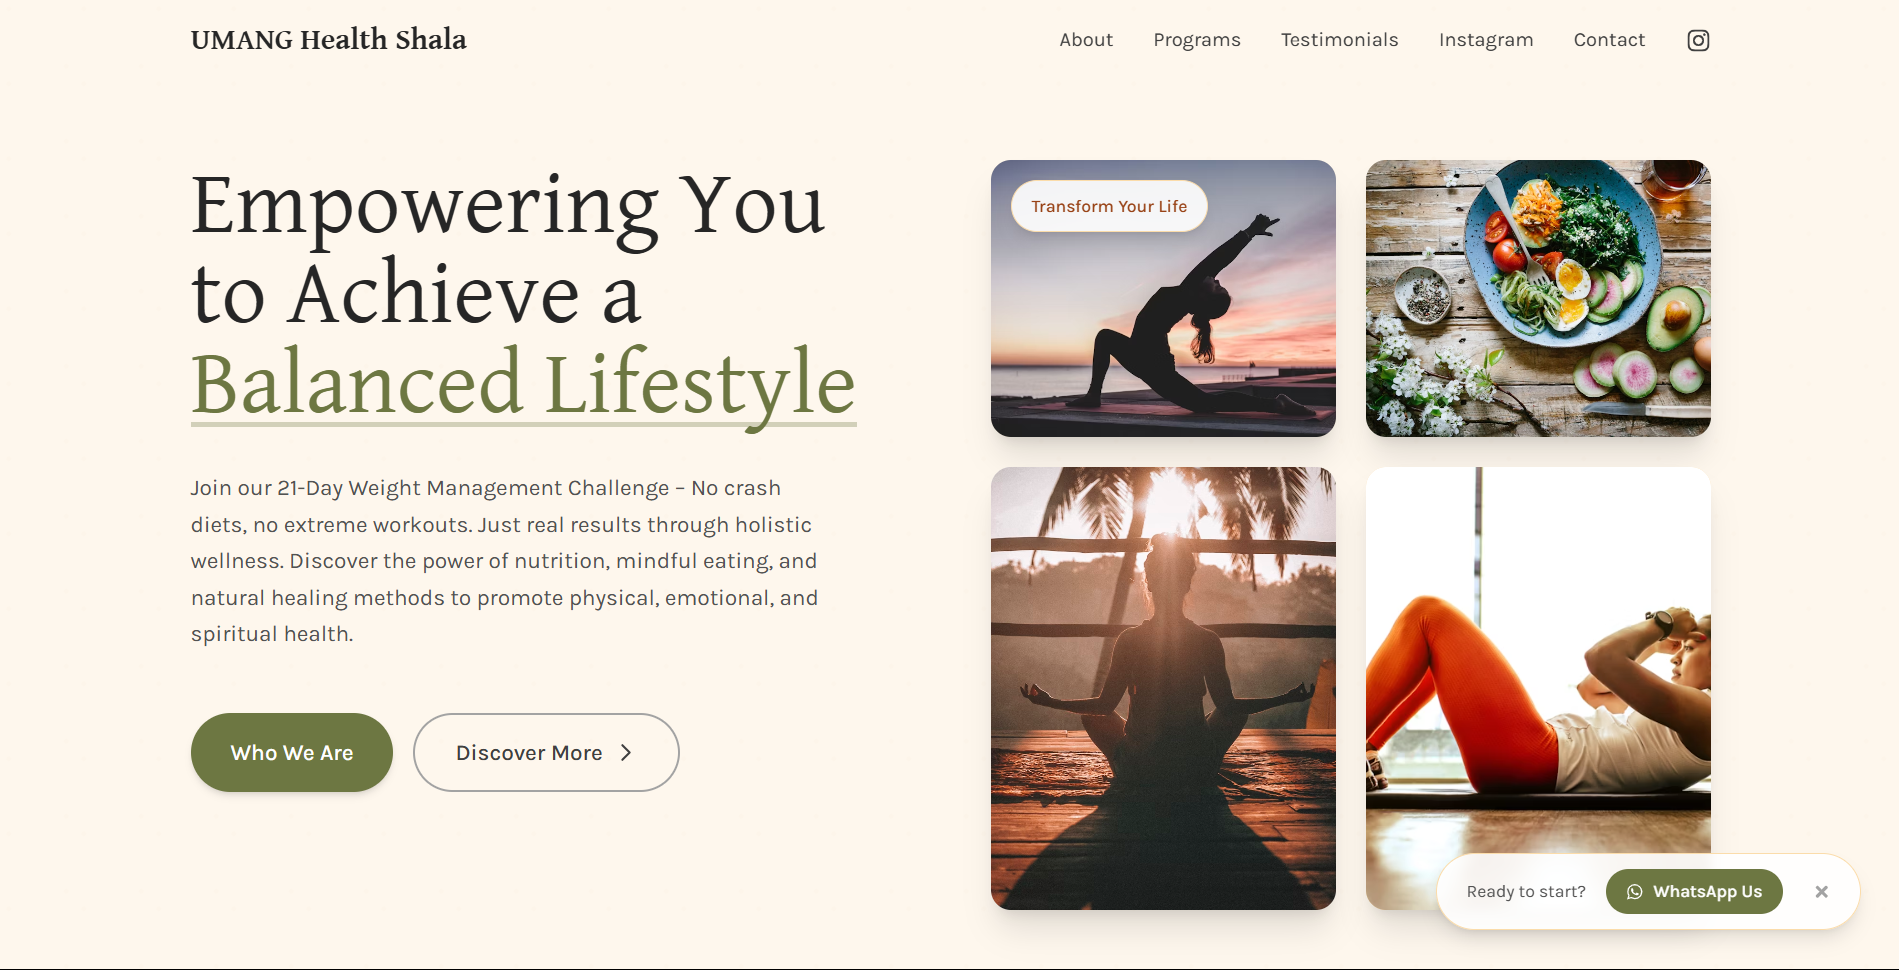 UMANG Health Shala
About
Programs
Testimonials
Instagram
Contact
Empowering You
to Achieve a
Balanced Lifestyle
Join our 21-Day Weight Management Challenge – No crash
diets, no extreme workouts. Just real results through holistic
wellness. Discover the power of nutrition, mindful eating, and
natural healing methods to promote physical, emotional, and
spiritual health.
Who We Are
Discover More
Transform Your Life
Ready to start?
WhatsApp Us